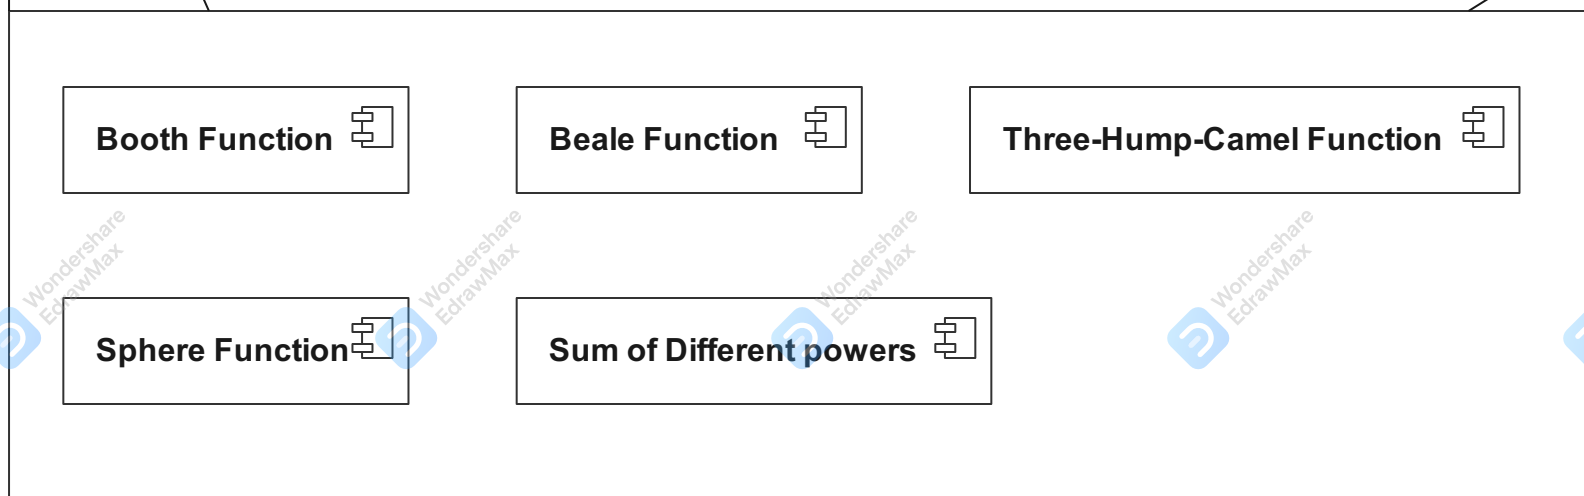 Booth Function
Beale Function
Three-Hump-Camel Function
Wondershare
EdrawMax
Wondershare
EdrawMax
Wondershare
EdrawMax
Wondershare
EdrawMax
Sphere Function
Sum of Different powers